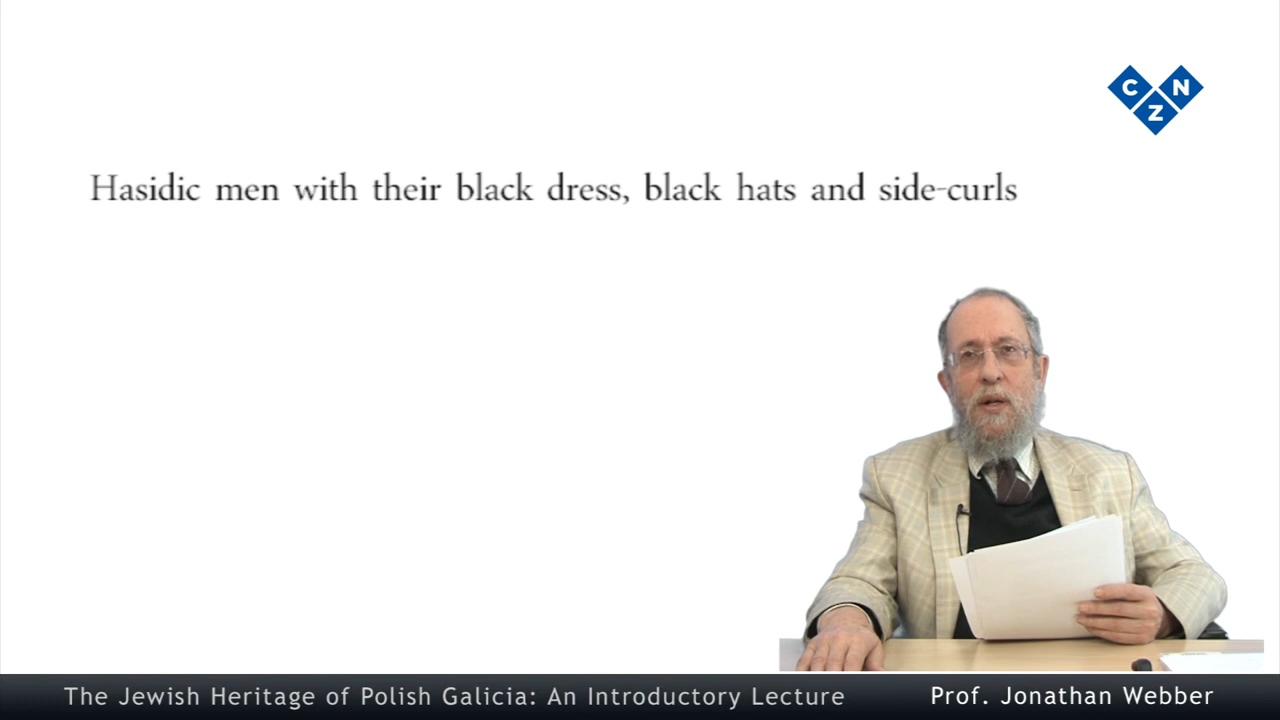 C N
Z
Hasidic men with their black dress, black hats and side-curls
The Jewish Heritage of Polish Galicia: An Introductory Lecture
Prof. Jonathan Webber